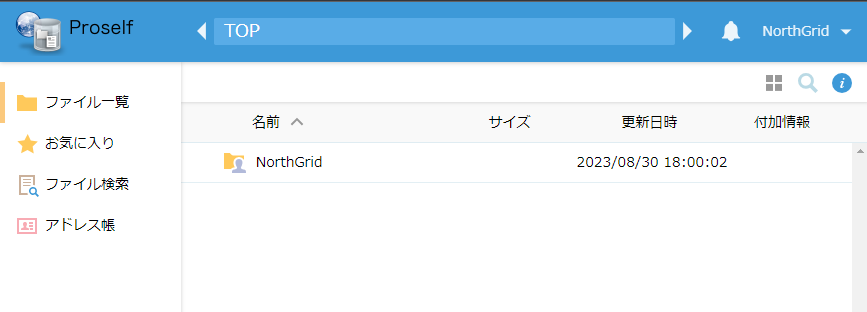 Proself
TOP
NorthGrid
ファイル一覧
お気に入り
ファイル検索
アドレス帳
名前 サイズ 更新日時 付加情報
NorthGrid 2023/08/30 18:00:02